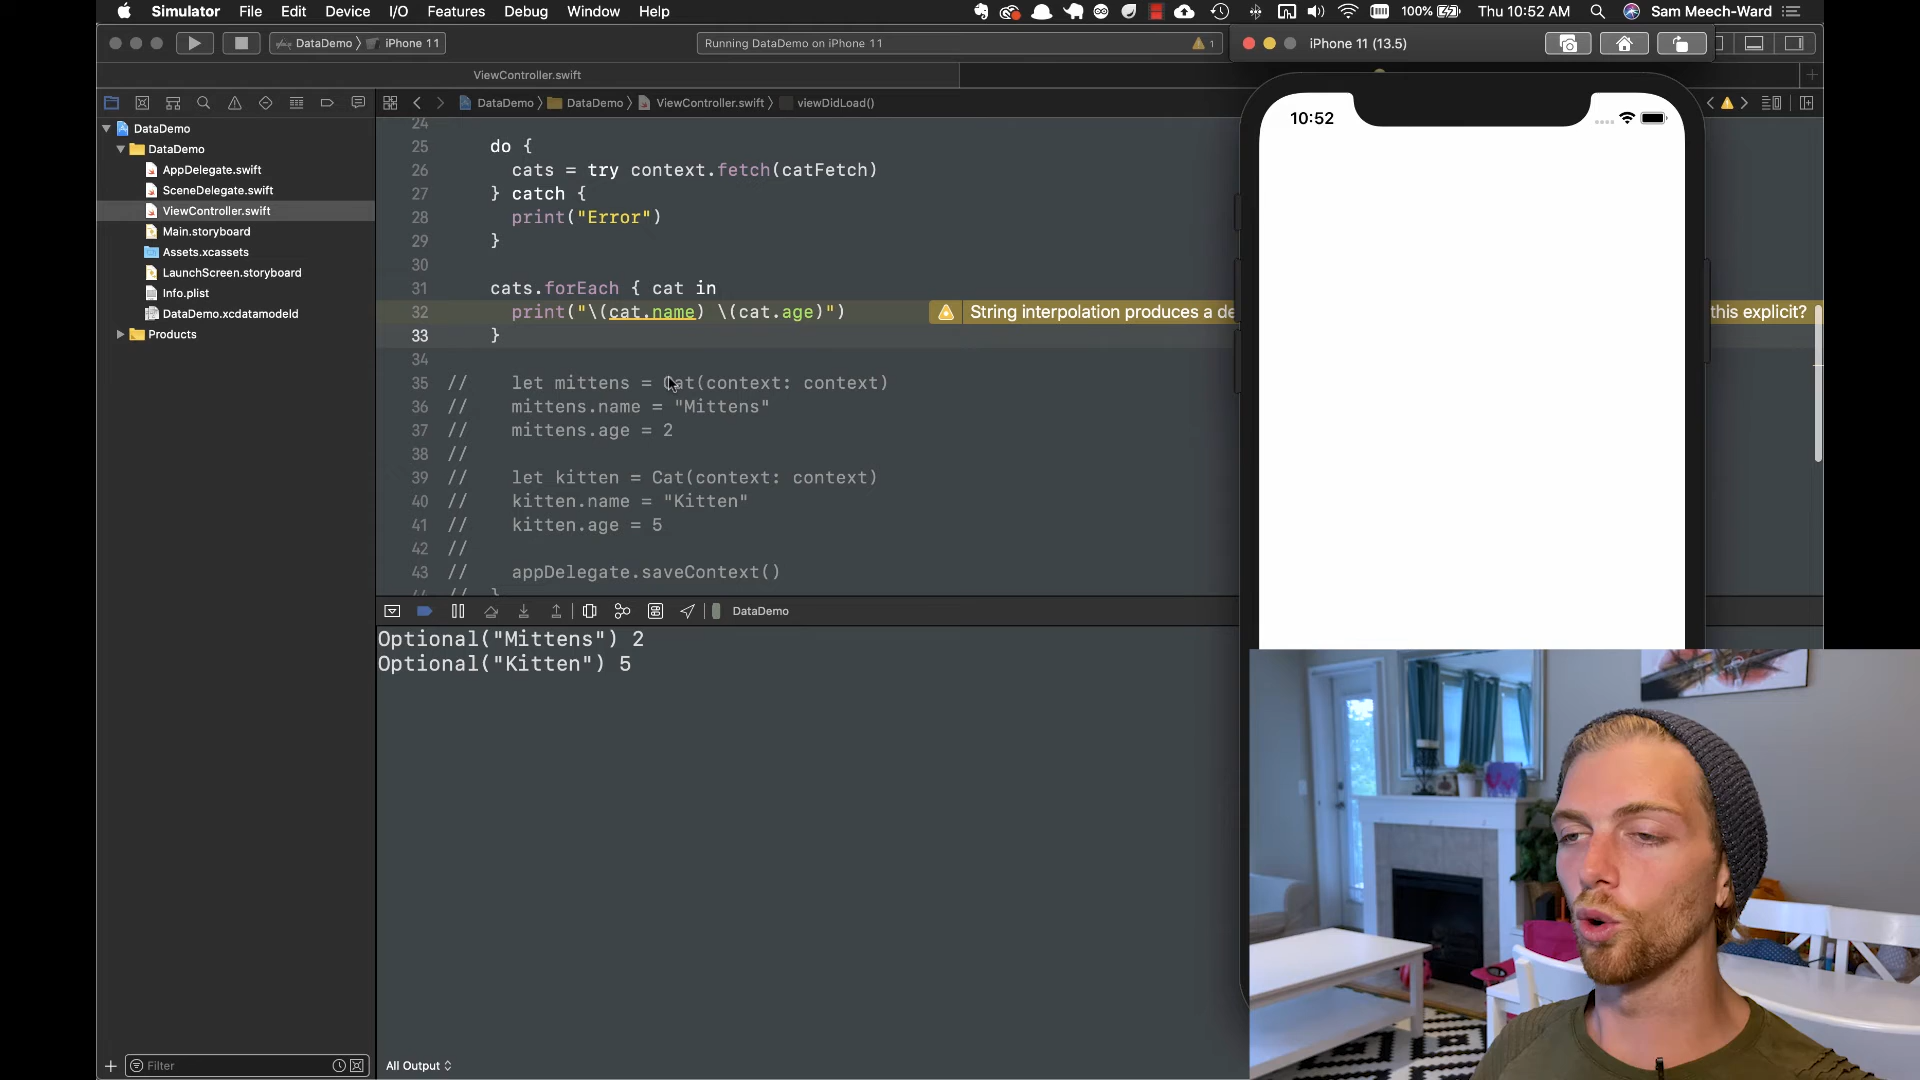 Simulator File Edit Device I/O Features Debug Window Help
100% Thu 10:52 AM Sam Meech-Ward
DataDemo iPhone 11
Running DataDemo on iPhone 11
1
iPhone 11 (13.5)
ViewController.swift
DataDemo DataDemo ViewController.swift viewDidLoad()
DataDemo
DataDemo
AppDelegate.swift
SceneDelegate.swift
ViewController.swift
Main.storyboard
Assets.xcassets
LaunchScreen.storyboard
Info.plist
DataDemo.xcdatamodeld
Products
24
25 do {
26 cats = try context.fetch(catFetch)
27 } catch {
28 print("Error")
29 }
30
31 cats.forEach { cat in
32 print("\(cat.name) \(cat.age)")
String interpolation produces a de
this explicit?
33 }
34
35 // let mittens = Cat(context: context)
36 // mittens.name = "Mittens"
37 // mittens.age = 2
38 //
39 // let kitten = Cat(context: context)
40 // kitten.name = "Kitten"
41 // kitten.age = 5
42 //
43 // appDelegate.saveContext()
DataDemo
Optional("Mittens") 2
Optional("Kitten") 5
10:52
Filter
All Output